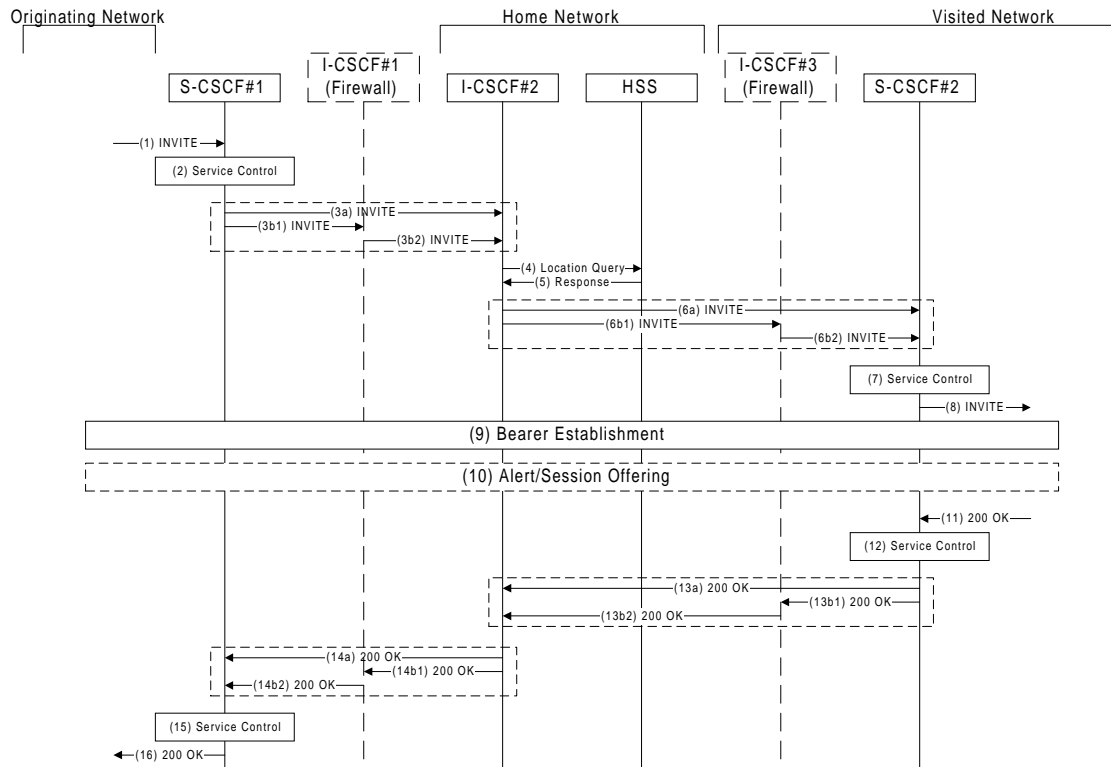 Originating Network
Home Network
Visited Network
S-CSCF#1
I-CSCF#1
(Firewall)
I-CSCF#2
HSS
I-CSCF#3
(Firewall)
S-CSCF#2
(1) INVITE
(2) Service Control
(3a) INVITE
(3b1) INVITE
(3b2) INVITE
(4) Location Query
(5) Response
(6a) INVITE
(6b1) INVITE
(6b2) INVITE
(7) Service Control
(8) INVITE
(9) Bearer Establishment
(10) Alert/Session Offering
(11) 200 OK
(12) Service Control
(13a) 200 OK
(13b1) 200 OK
(13b2) 200 OK
(14a) 200 OK
(14b1) 200 OK
(14b2) 200 OK
(15) Service Control
(16) 200 OK